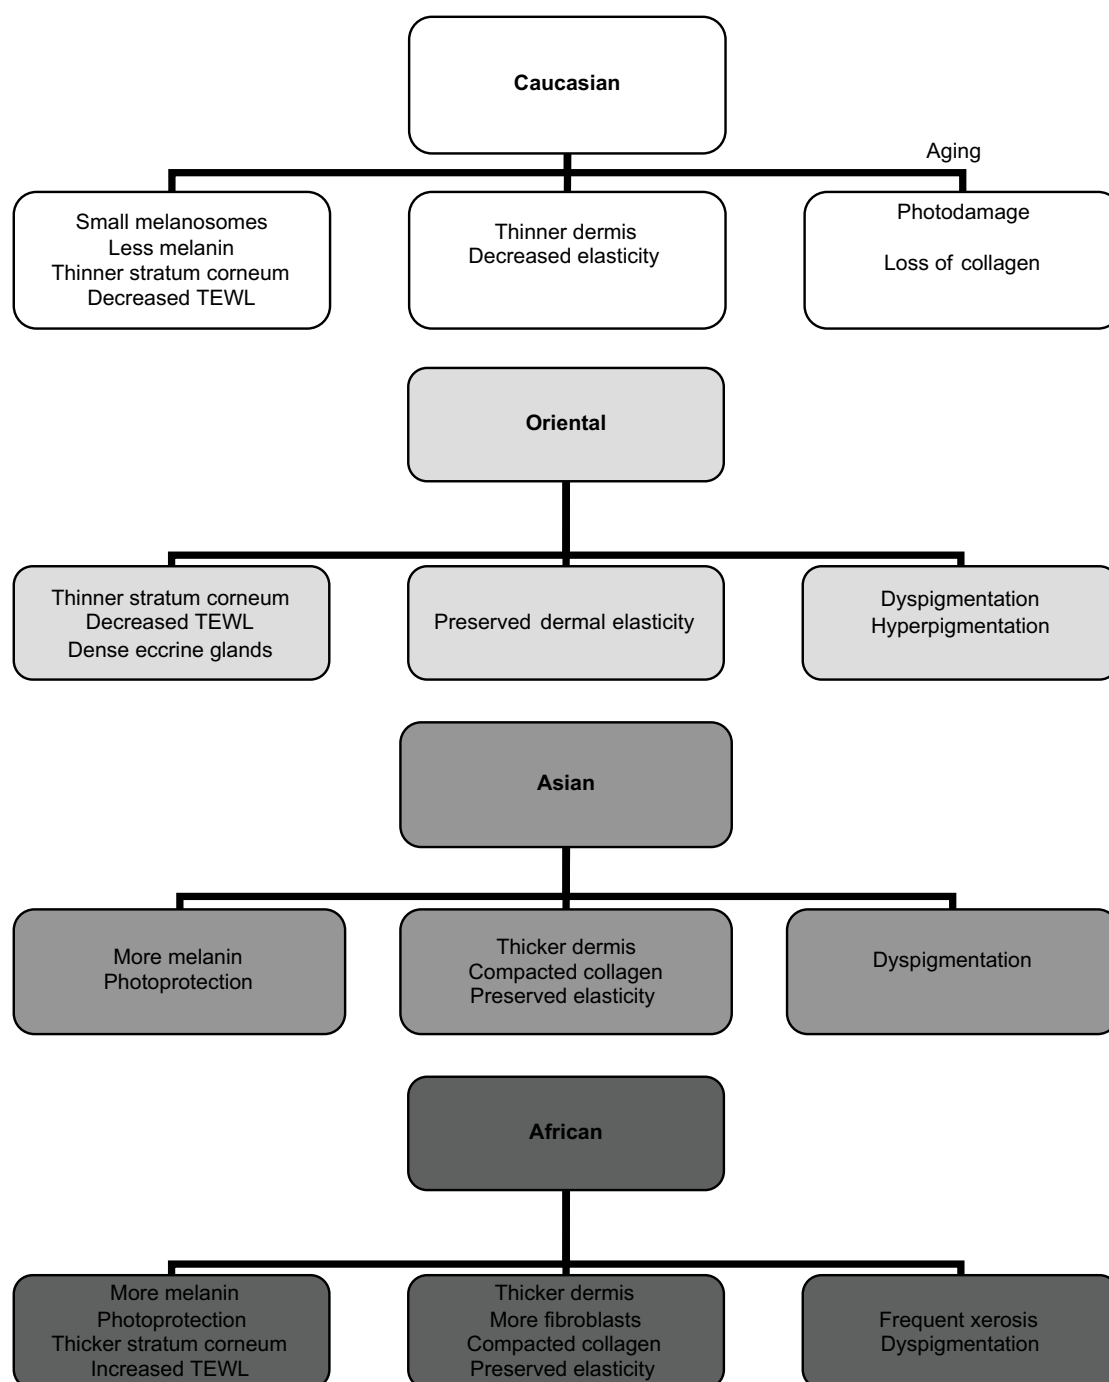 Caucasian
Aging
Small melanosomes
Less melanin
Thinner stratum corneum
Decreased TEWL
Thinner dermis
Decreased elasticity
Photodamage
Loss of collagen
Oriental
Thinner stratum corneum
Decreased TEWL
Dense eccrine glands
Preserved dermal elasticity
Dyspigmentation
Hyperpigmentation
Asian
More melanin
Photoprotection
Thicker dermis
Compacted collagen
Preserved elasticity
Dyspigmentation
African
More melanin
Photoprotection
Thicker stratum corneum
Increased TEWL
Thicker dermis
More fibroblasts
Compacted collagen
Preserved elasticity
Frequent xerosis
Dyspigmentation